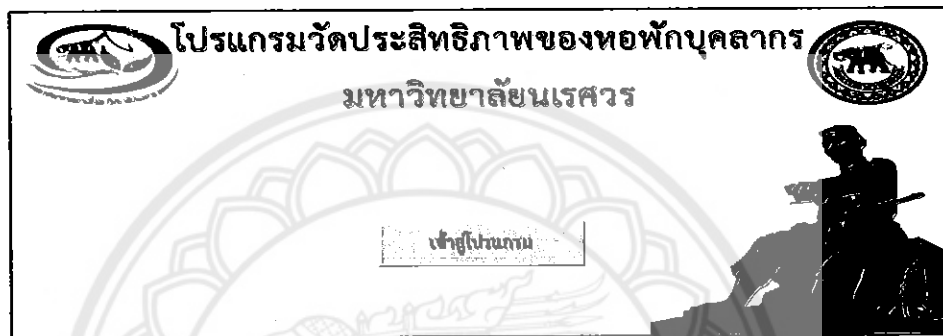 โปรแกรมวัดประสิทธิภาพของหอพักบุคลากร
มหาวิทยาลัยนเรศวร
เข้าสู่โปรแกรม